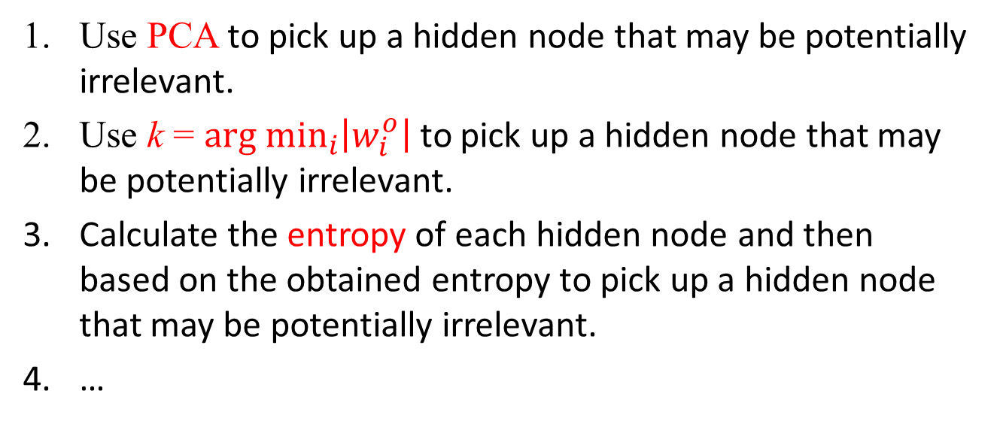 1. Use PCA to pick up a hidden node that may be potentially
irrelevant.
2. Use k = arg minᵢ|wᵢᵒ| to pick up a hidden node that may
be potentially irrelevant.
3. Calculate the entropy of each hidden node and then
based on the obtained entropy to pick up a hidden node
that may be potentially irrelevant.
4. ...